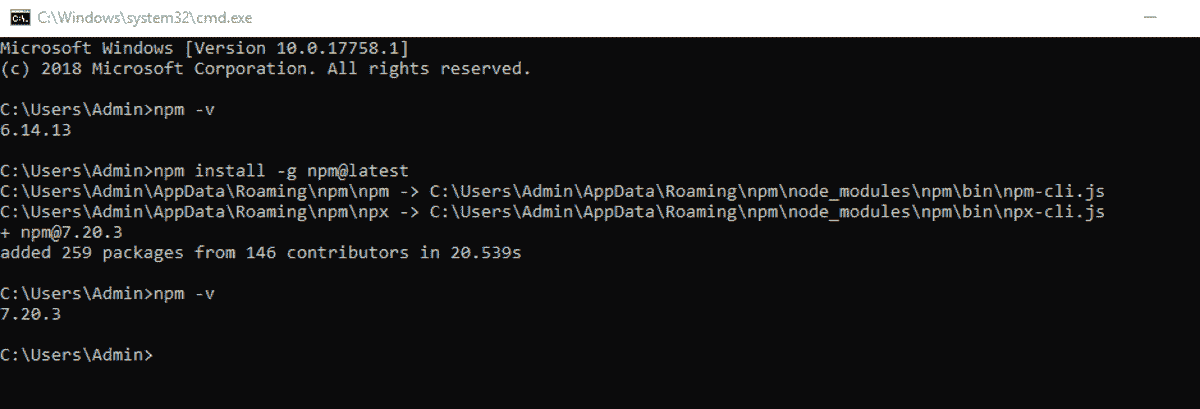 C:\Windows\system32\cmd.exe
Microsoft Windows [Version 10.0.17758.1]
(c) 2018 Microsoft Corporation. All rights reserved.
C:\Users\Admin>npm -v
6.14.13
C:\Users\Admin>npm install -g npm@latest
C:\Users\Admin\AppData\Roaming\npm\npm -> C:\Users\Admin\AppData\Roaming\npm\node_modules\npm\bin\npm-cli.js
C:\Users\Admin\AppData\Roaming\npm\npx -> C:\Users\Admin\AppData\Roaming\npm\node_modules\npm\bin\npx-cli.js
+ npm@7.20.3
added 259 packages from 146 contributors in 20.539s
C:\Users\Admin>npm -v
7.20.3
C:\Users\Admin>